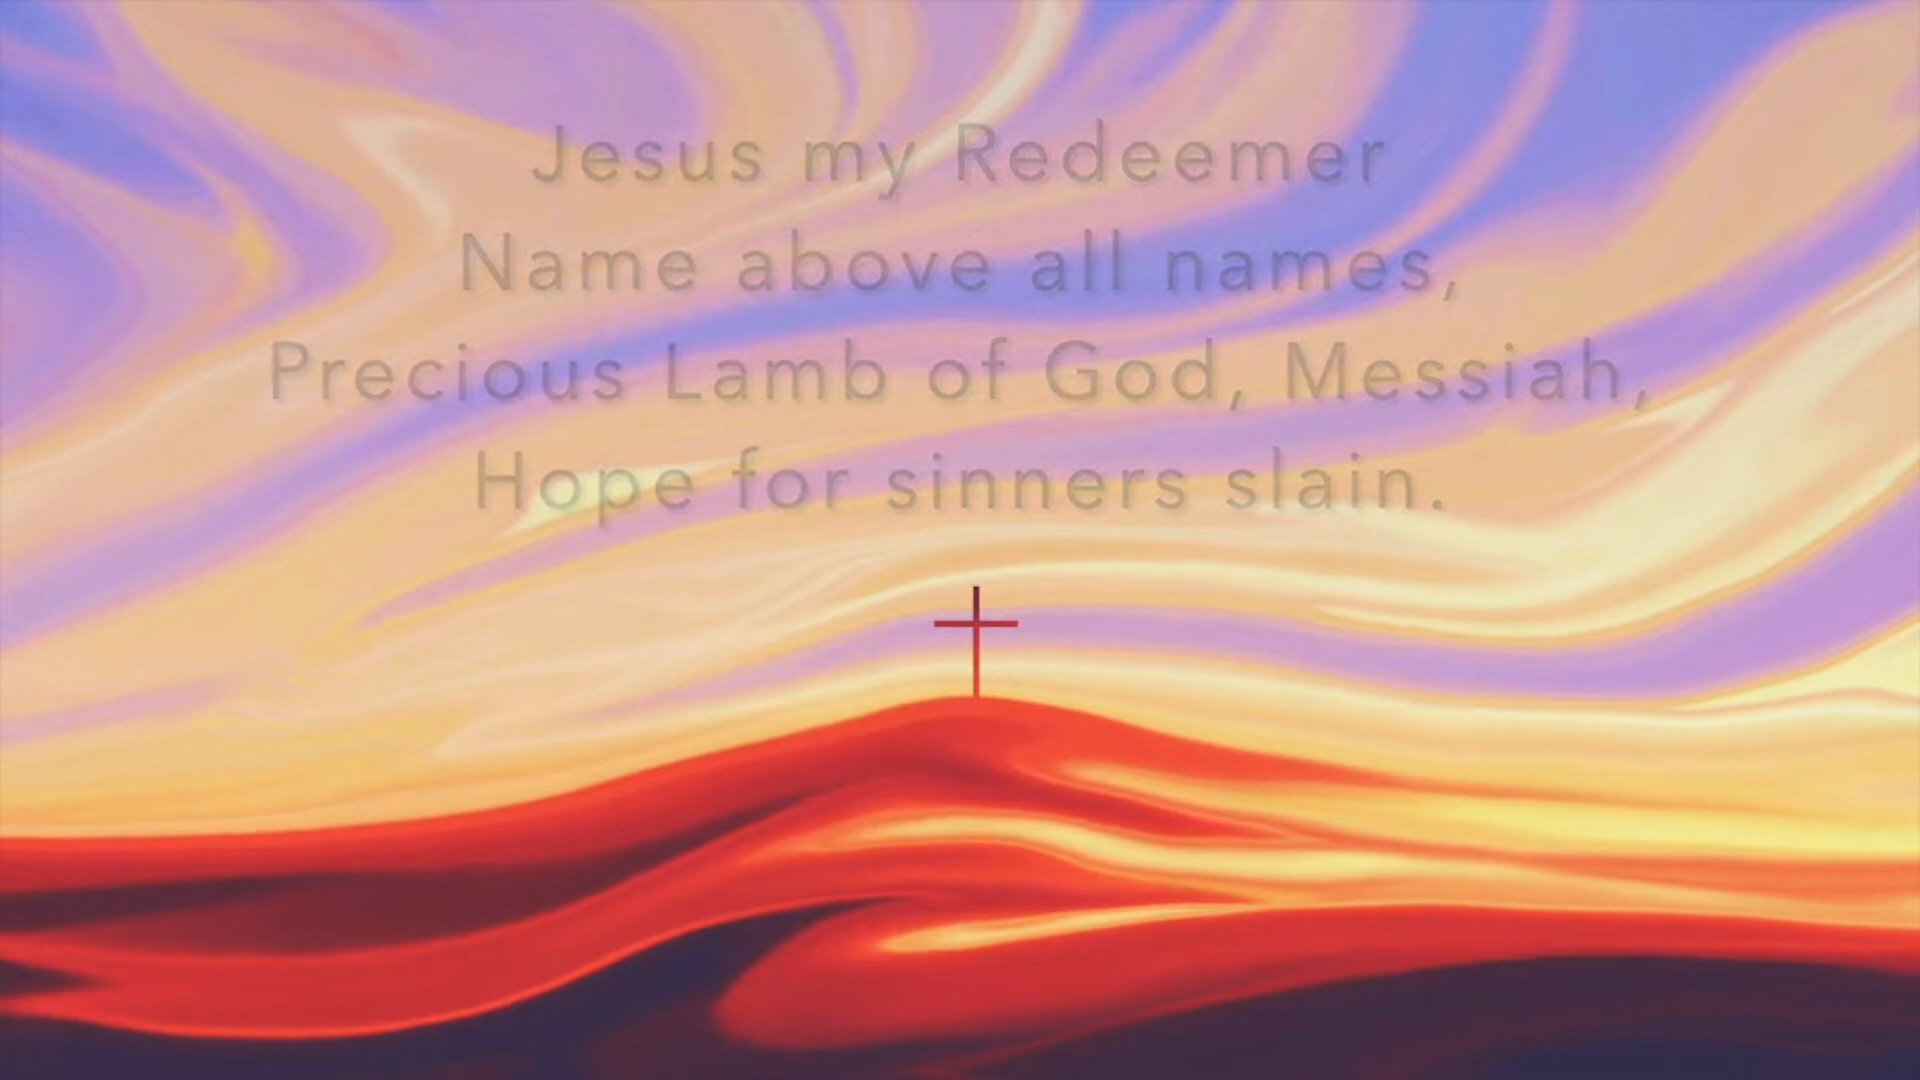 Jesus my Redeemer
Name above all names,
Precious Lamb of God, Messiah,
Hope for sinners slain.